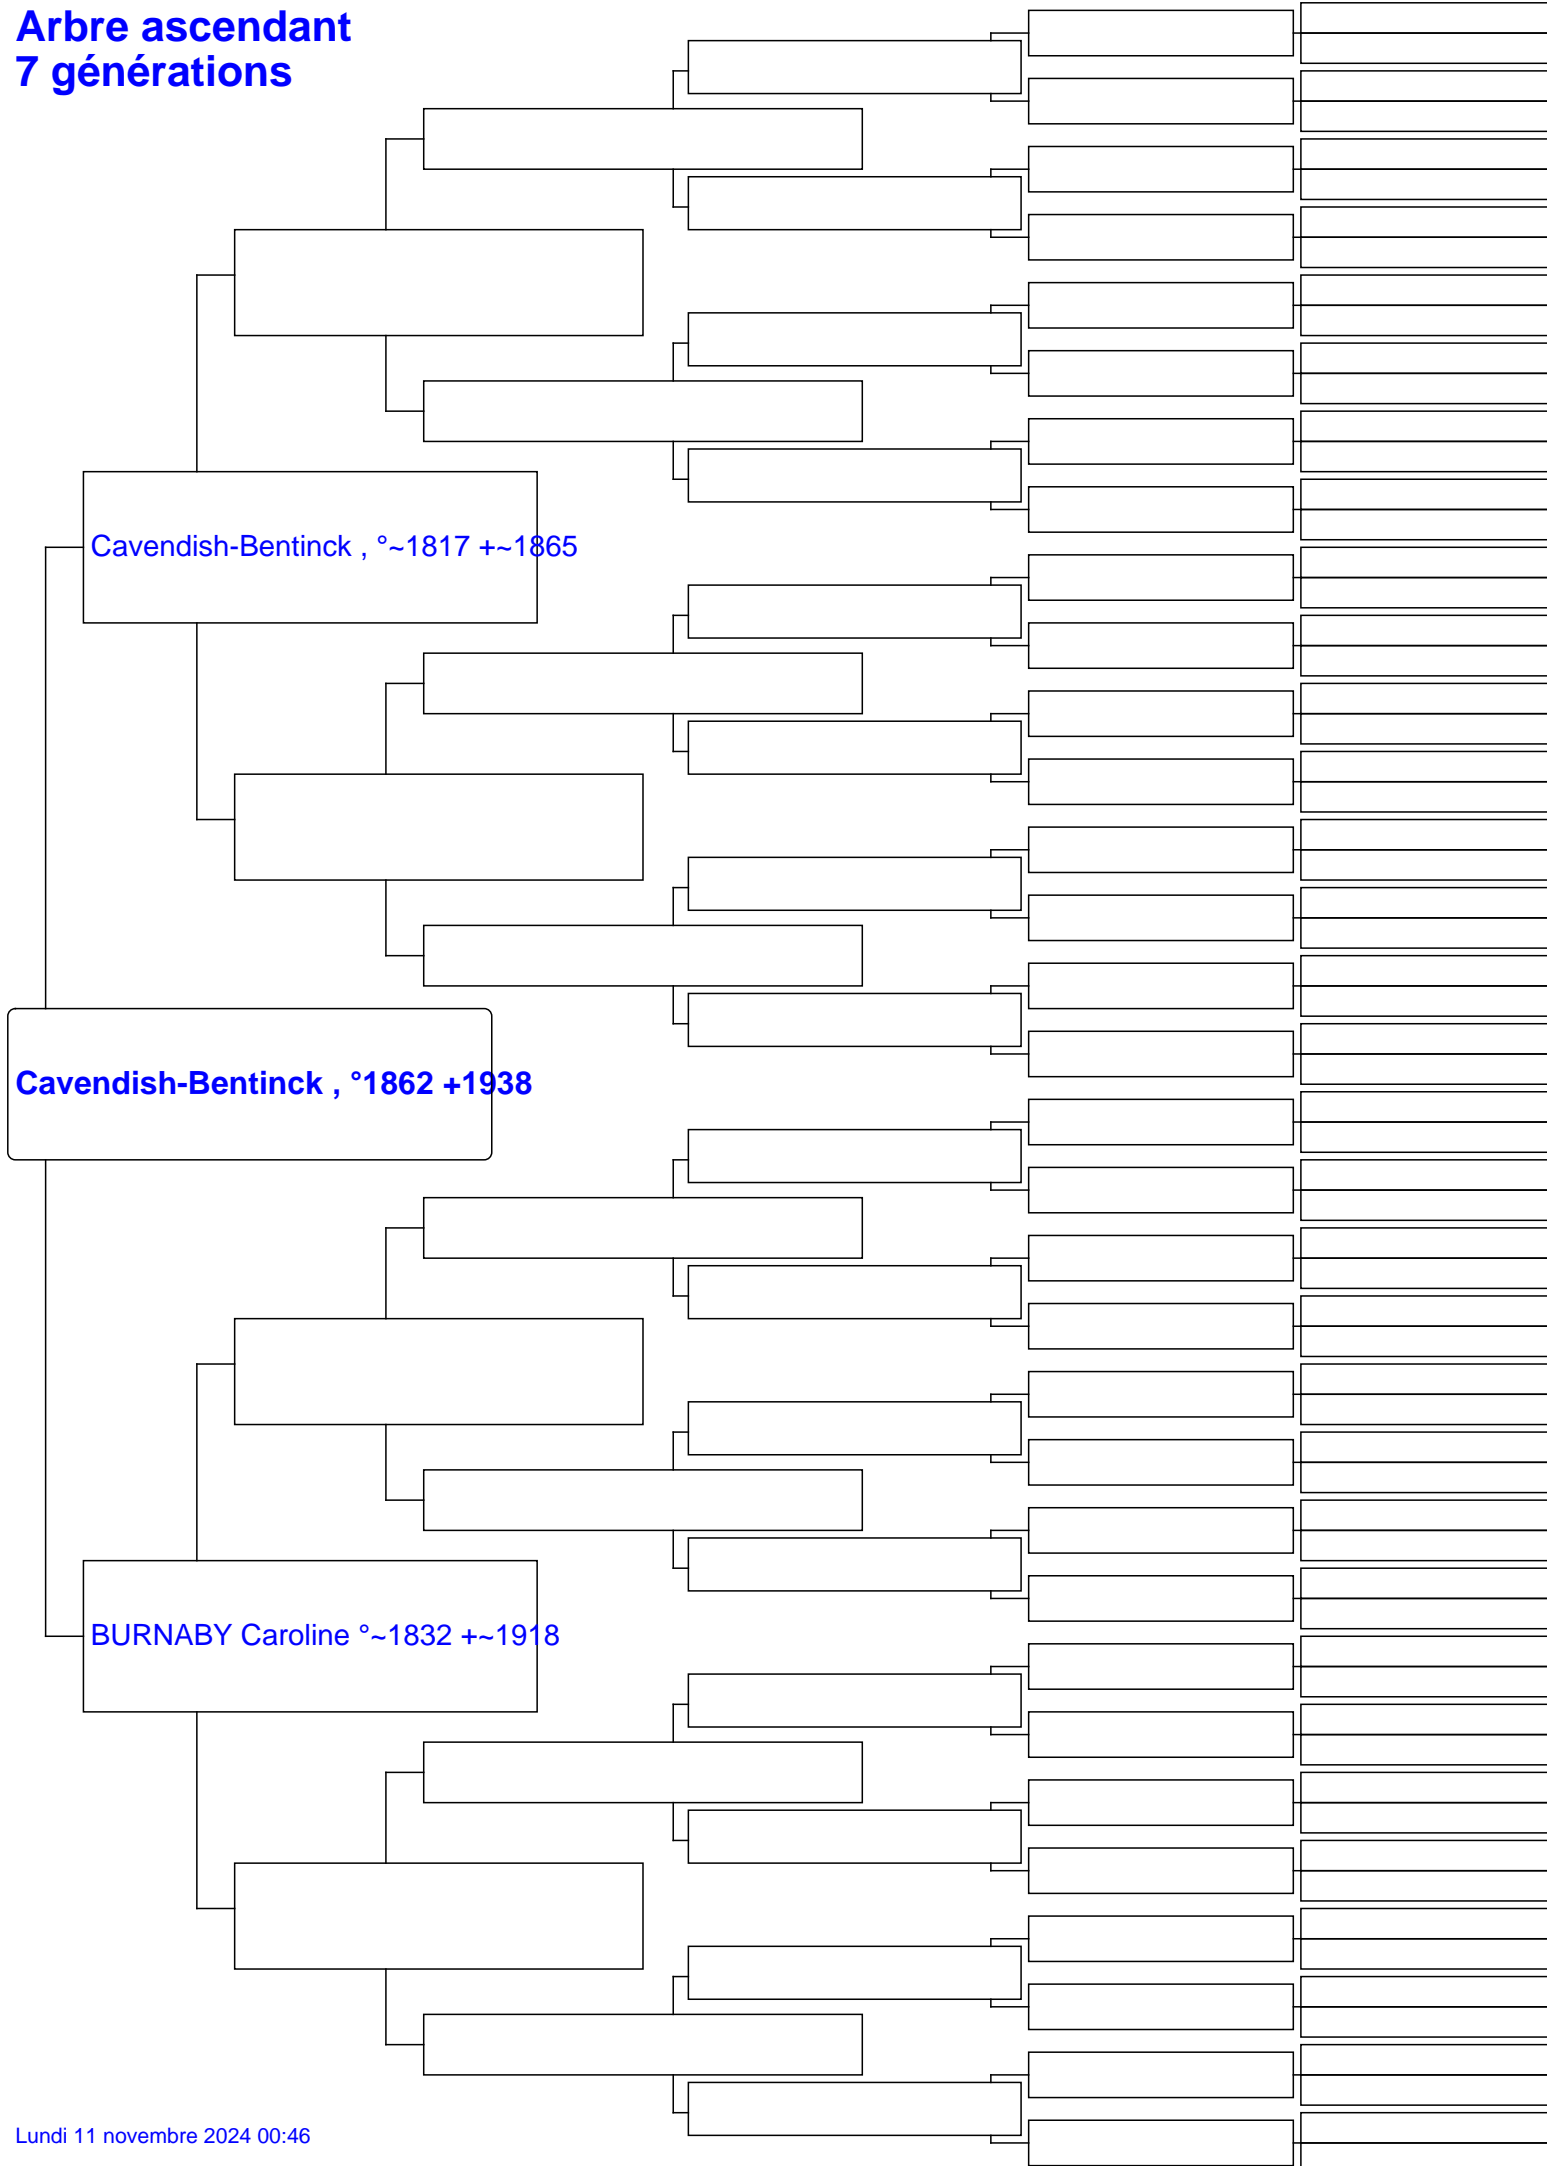 Arbre ascendant
7 générations
Cavendish-Bentinck , °~1817 +~1865
Cavendish-Bentinck , °1862 +1938
BURNABY Caroline °~1832 +~1918
Lundi 11 novembre 2024 00:46